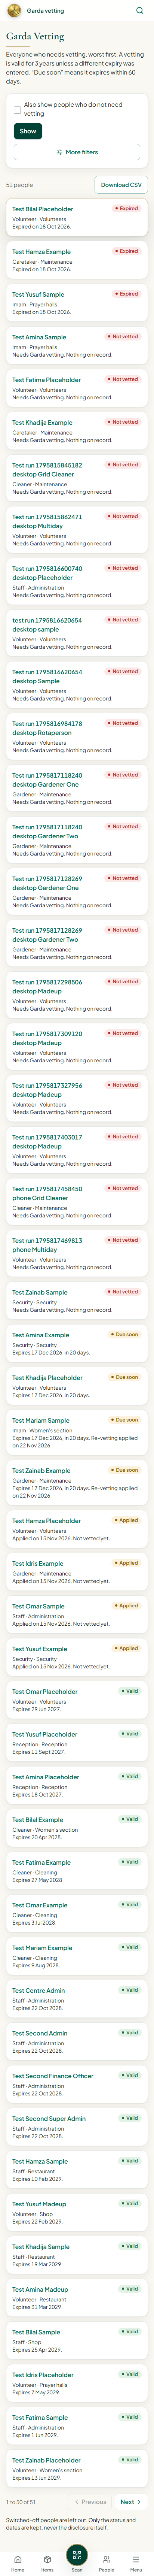 Garda vetting
Garda Vetting
Everyone who needs vetting, worst first. A vetting
is valid for 3 years unless a different expiry was
entered. “Due soon” means it expires within 60
days.
Also show people who do not need
vetting
Show
More filters
51 people
Download CSV
Test Bilal Placeholder
Expired
Volunteer · Volunteers
Expired on 18 Oct 2026.
Test Hamza Example
Expired
Caretaker · Maintenance
Expired on 18 Oct 2026.
Test Yusuf Sample
Expired
Imam · Prayer halls
Expired on 18 Oct 2026.
Test Amina Sample
Not vetted
Imam · Prayer halls
Needs Garda vetting. Nothing on record.
Test Fatima Placeholder
Not vetted
Volunteer · Volunteers
Needs Garda vetting. Nothing on record.
Test Khadija Example
Not vetted
Caretaker · Maintenance
Needs Garda vetting. Nothing on record.
Test run 1795815845182
desktop Grid Cleaner
Not vetted
Cleaner · Maintenance
Needs Garda vetting. Nothing on record.
Test run 1795815862471
desktop Multiday
Not vetted
Volunteer · Volunteers
Needs Garda vetting. Nothing on record.
Test run 1795816600740
desktop Placeholder
Not vetted
Staff · Administration
Needs Garda vetting. Nothing on record.
test run 1795816620654
desktop sample
Not vetted
Volunteer · Volunteers
Needs Garda vetting. Nothing on record.
Test run 1795816620654
desktop Sample
Not vetted
Volunteer · Volunteers
Needs Garda vetting. Nothing on record.
Test run 1795816984178
desktop Rotaperson
Not vetted
Volunteer · Volunteers
Needs Garda vetting. Nothing on record.
Test run 1795817118240
desktop Gardener One
Not vetted
Gardener · Maintenance
Needs Garda vetting. Nothing on record.
Test run 1795817118240
desktop Gardener Two
Not vetted
Gardener · Maintenance
Needs Garda vetting. Nothing on record.
Test run 1795817128269
desktop Gardener One
Not vetted
Gardener · Maintenance
Needs Garda vetting. Nothing on record.
Test run 1795817128269
desktop Gardener Two
Not vetted
Gardener · Maintenance
Needs Garda vetting. Nothing on record.
Test run 1795817298506
desktop Madeup
Not vetted
Volunteer · Volunteers
Needs Garda vetting. Nothing on record.
Test run 1795817309120
desktop Madeup
Not vetted
Volunteer · Volunteers
Needs Garda vetting. Nothing on record.
Test run 1795817327956
desktop Madeup
Not vetted
Volunteer · Volunteers
Needs Garda vetting. Nothing on record.
Test run 1795817403017
desktop Madeup
Not vetted
Volunteer · Volunteers
Needs Garda vetting. Nothing on record.
Test run 1795817458450
phone Grid Cleaner
Not vetted
Cleaner · Maintenance
Needs Garda vetting. Nothing on record.
Test run 1795817469813
phone Multiday
Not vetted
Volunteer · Volunteers
Needs Garda vetting. Nothing on record.
Test Zainab Sample
Not vetted
Security · Security
Needs Garda vetting. Nothing on record.
Test Amina Example
Due soon
Security · Security
Expires 17 Dec 2026, in 20 days.
Test Khadija Placeholder
Due soon
Volunteer · Volunteers
Expires 17 Dec 2026, in 20 days.
Test Mariam Sample
Due soon
Imam · Women's section
Expires 17 Dec 2026, in 20 days. Re-vetting applied
on 22 Nov 2026.
Test Zainab Example
Due soon
Gardener · Maintenance
Expires 17 Dec 2026, in 20 days. Re-vetting applied
on 22 Nov 2026.
Test Hamza Placeholder
Applied
Volunteer · Volunteers
Applied on 13 Nov 2026. Not vetted yet.
Test Idris Example
Applied
Gardener · Maintenance
Applied on 13 Nov 2026. Not vetted yet.
Test Omar Sample
Applied
Staff · Administration
Applied on 13 Nov 2026. Not vetted yet.
Test Yusuf Example
Applied
Security · Security
Applied on 13 Nov 2026. Not vetted yet.
Test Omar Placeholder
Valid
Volunteer · Volunteers
Expires 29 Jun 2027.
Test Yusuf Placeholder
Valid
Reception · Reception
Expires 11 Sept 2027.
Test Amina Placeholder
Valid
Reception · Reception
Expires 18 Oct 2027.
Test Bilal Example
Valid
Cleaner · Women's section
Expires 20 Apr 2028.
Test Fatima Example
Valid
Cleaner · Cleaning
Expires 27 May 2028.
Test Omar Example
Valid
Cleaner · Cleaning
Expires 3 Jul 2028.
Test Mariam Example
Valid
Cleaner · Cleaning
Expires 9 Aug 2028.
Test Centre Admin
Valid
Staff · Administration
Expires 22 Oct 2028.
Test Second Admin
Valid
Staff · Administration
Expires 22 Oct 2028.
Test Second Finance Officer
Valid
Staff · Administration
Expires 22 Oct 2028.
Test Second Super Admin
Valid
Staff · Administration
Expires 22 Oct 2028.
Test Hamza Sample
Valid
Staff · Restaurant
Expires 10 Feb 2029.
Test Yusuf Madeup
Valid
Volunteer · Shop
Expires 22 Feb 2029.
Test Khadija Sample
Valid
Staff · Restaurant
Expires 19 Mar 2029.
Test Amina Madeup
Valid
Volunteer · Restaurant
Expires 31 Mar 2029.
Test Bilal Sample
Valid
Staff · Shop
Expires 25 Apr 2029.
Test Idris Placeholder
Valid
Volunteer · Prayer halls
Expires 7 May 2029.
Test Fatima Sample
Valid
Staff · Administration
Expires 1 Jun 2029.
Test Zainab Placeholder
Valid
Volunteer · Women's section
Expires 13 Jun 2029.
1 to 50 of 51
Previous
Next
Switched-off people are left out. Only the status and
dates are kept, never the disclosure itself.
Home
Items
Scan
People
Menu